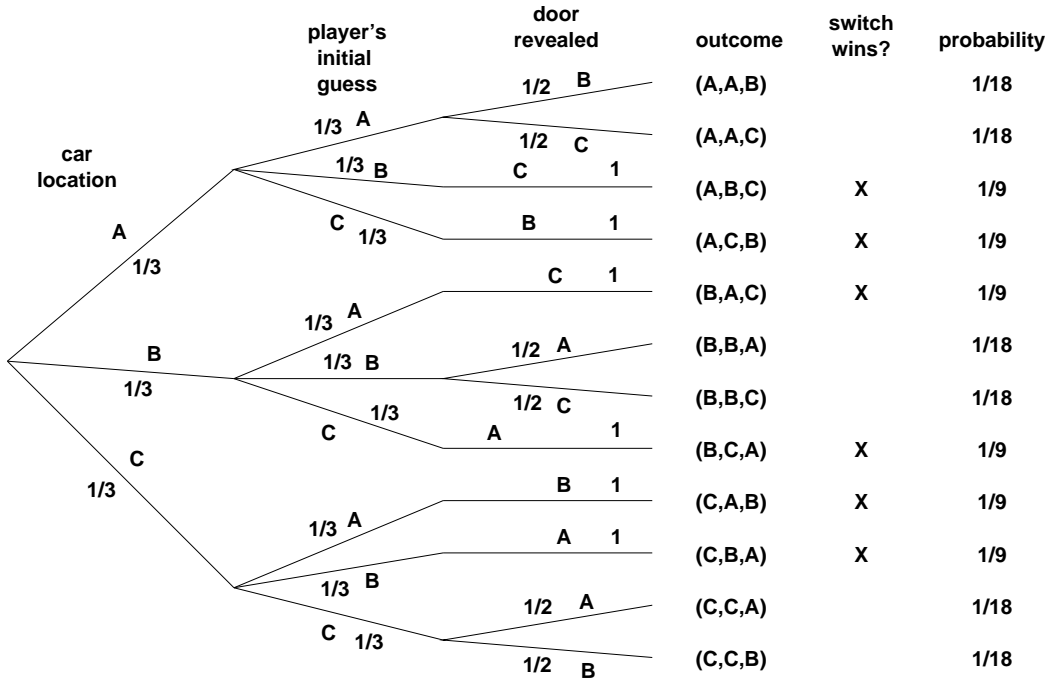 door
player's
revealed
outcome
switch
wins?
probability
initial
guess
car
location
1/2 B (A,A,B) 1/18
1/3 A
1/2 C (A,A,C) 1/18
1/3 B C 1 (A,B,C) X 1/9
C 1/3 B 1 (A,C,B) X 1/9
A
1/3
C 1 (B,A,C) X 1/9
1/3 A
1/2 A (B,B,A) 1/18
B
1/3
1/3 B
1/2 C (B,B,C) 1/18
1/3
C
A 1 (B,C,A) X 1/9
C
1/3
B 1 (C,A,B) X 1/9
1/3 A
A 1 (C,B,A) X 1/9
1/3 B
1/2 A (C,C,A) 1/18
C 1/3
1/2 B (C,C,B) 1/18